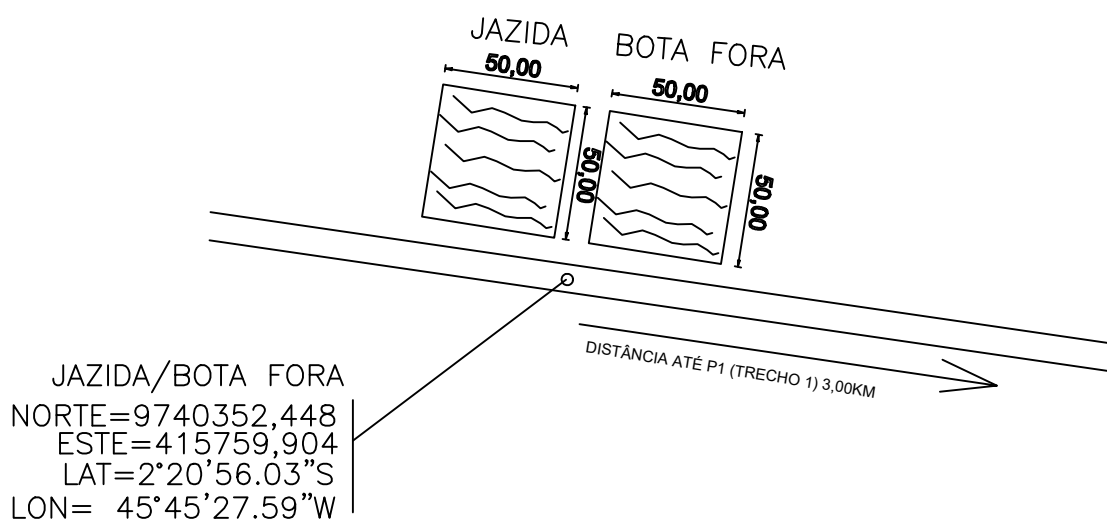 JAZIDA
BOTA FORA
50,00
50,00
50,00
50,00
DISTÂNCIA ATÉ P1 (TRECHO 1) 3,00KM
JAZIDA/BOTA FORA
NORTE=9740352,448
ESTE=415759,904
LAT=2°20'56.03"S
LON= 45°45'27.59"W